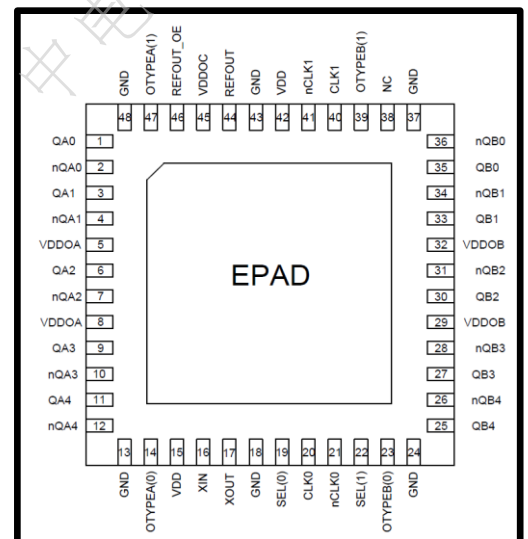 中电
GND
OTYPEA(1)
REFOUT_OE
VDDOC
REFOUT
GND
VDD
nCLK1
CLK1
OTYPEB(1)
NC
GND
48 47 46 45 44 43 42 41 40 39 38 37
QA0 1
nQA0 2
QA1 3
nQA1 4
VDDOA 5
QA2 6
nQA2 7
VDDOA 8
QA3 9
nQA3 10
QA4 11
nQA4 12
EPAD
36 nQB0
35 QB0
34 nQB1
33 QB1
32 VDDOB
31 nQB2
30 QB2
29 VDDOB
28 nQB3
27 QB3
26 nQB4
25 QB4
13 14 15 16 17 18 19 20 21 22 23 24
GND
OTYPEA(0)
VDD
XIN
XOUT
GND
SEL(0)
CLK0
nCLK0
SEL(1)
OTYPEB(0)
GND